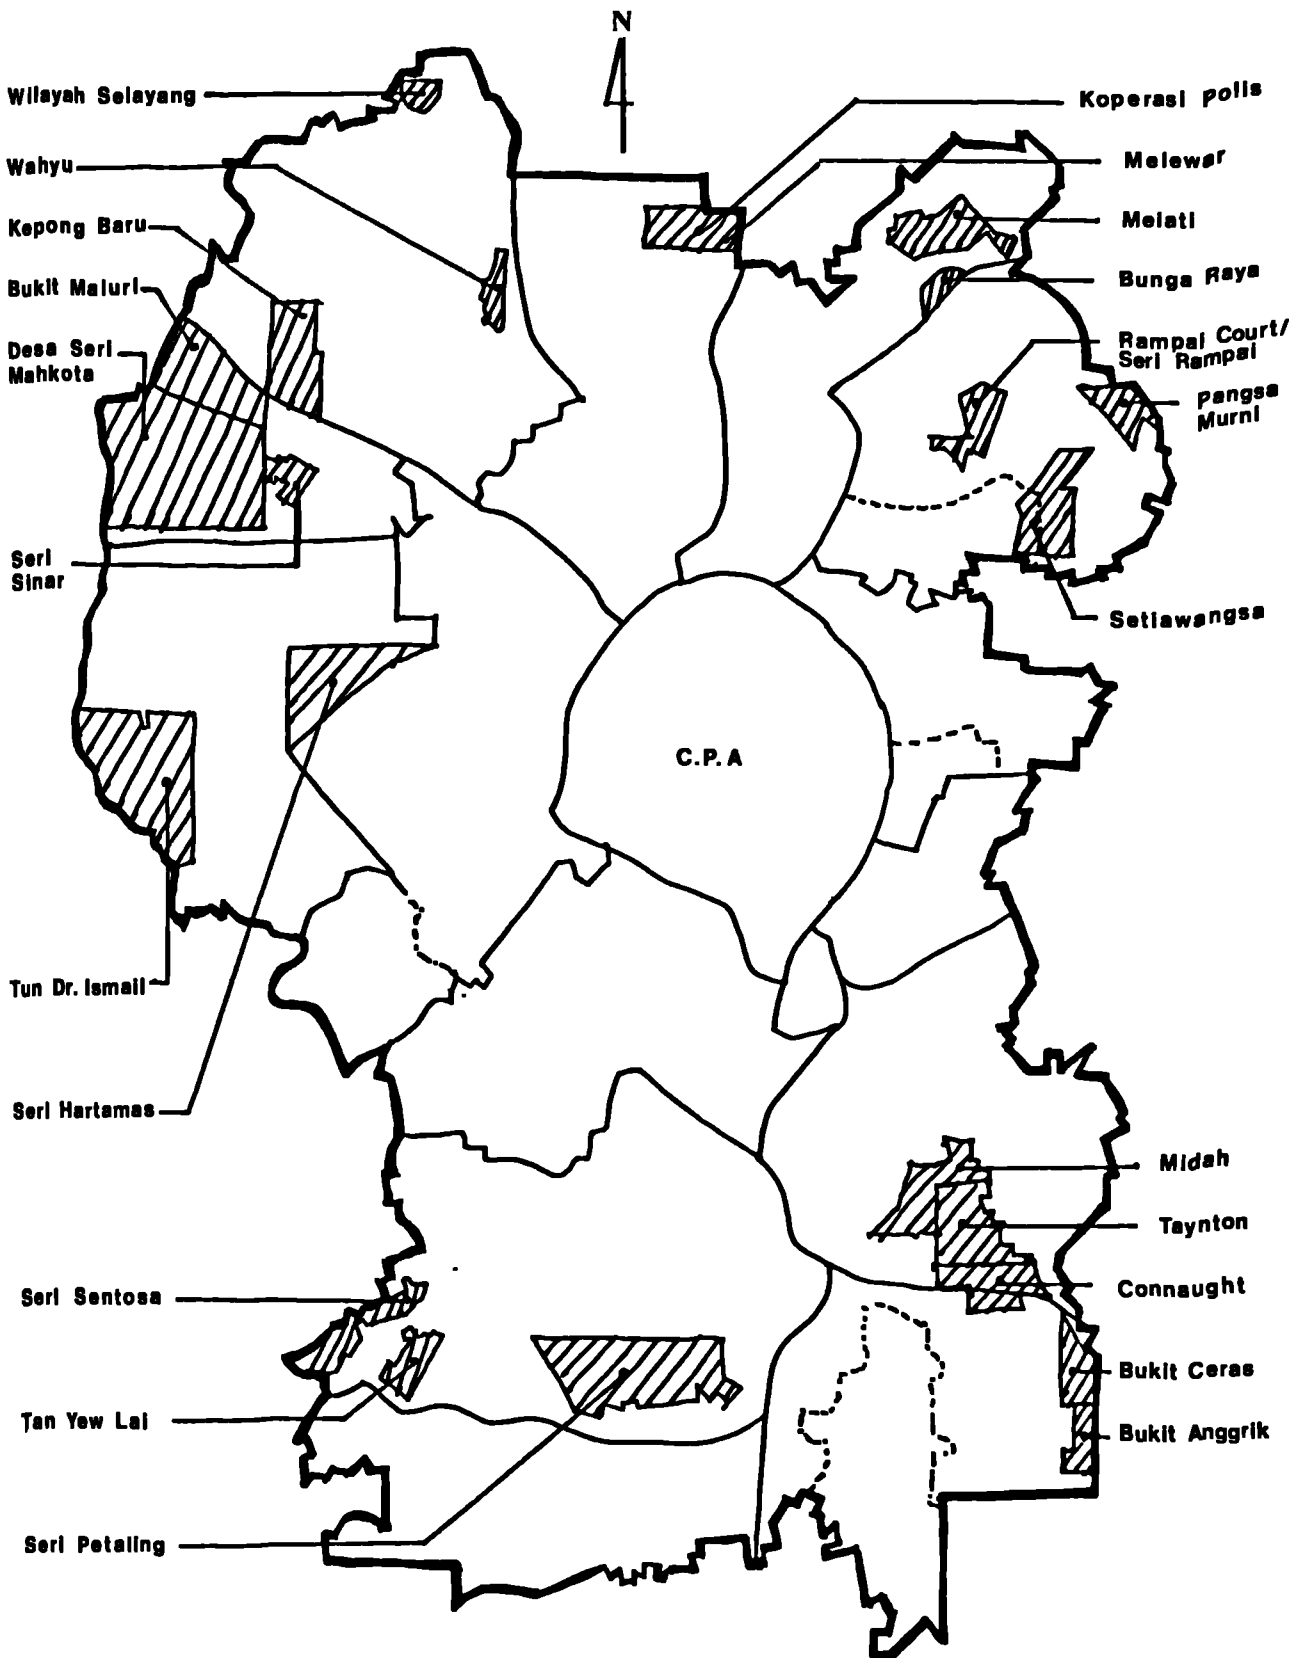 N
Wilayah Selayang
Wahyu
Kepong Baru
Bukit Maluri
Desa Seri
Mahkota
Seri
Sinar
Tun Dr. Ismail
Seri Hartamas
Seri Sentosa
Tan Yew Lai
Seri Petaling
C.P.A
Koperasi Polis
Melewar
Melati
Bunga Raya
Rampai Court/
Seri Rampai
Pangsa
Murni
Setiawangsa
Midah
Taynton
Connaught
Bukit Ceras
Bukit Anggrik